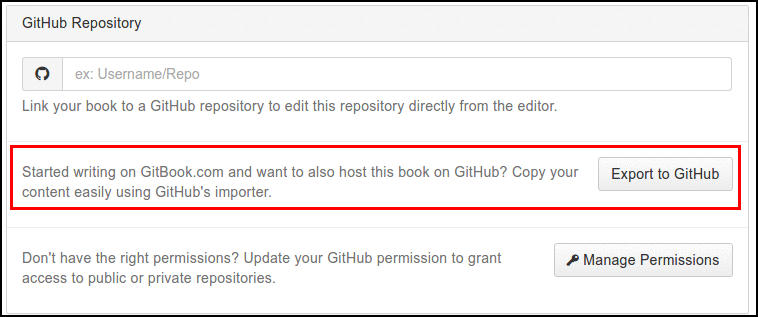 GitHub Repository
ex: Username/Repo
Link your book to a GitHub repository to edit this repository directly from the editor.
Started writing on GitBook.com and want to also host this book on GitHub? Copy your
content easily using GitHub's importer.
Export to GitHub
Don't have the right permissions? Update your GitHub permission to grant
access to public or private repositories.
Manage Permissions